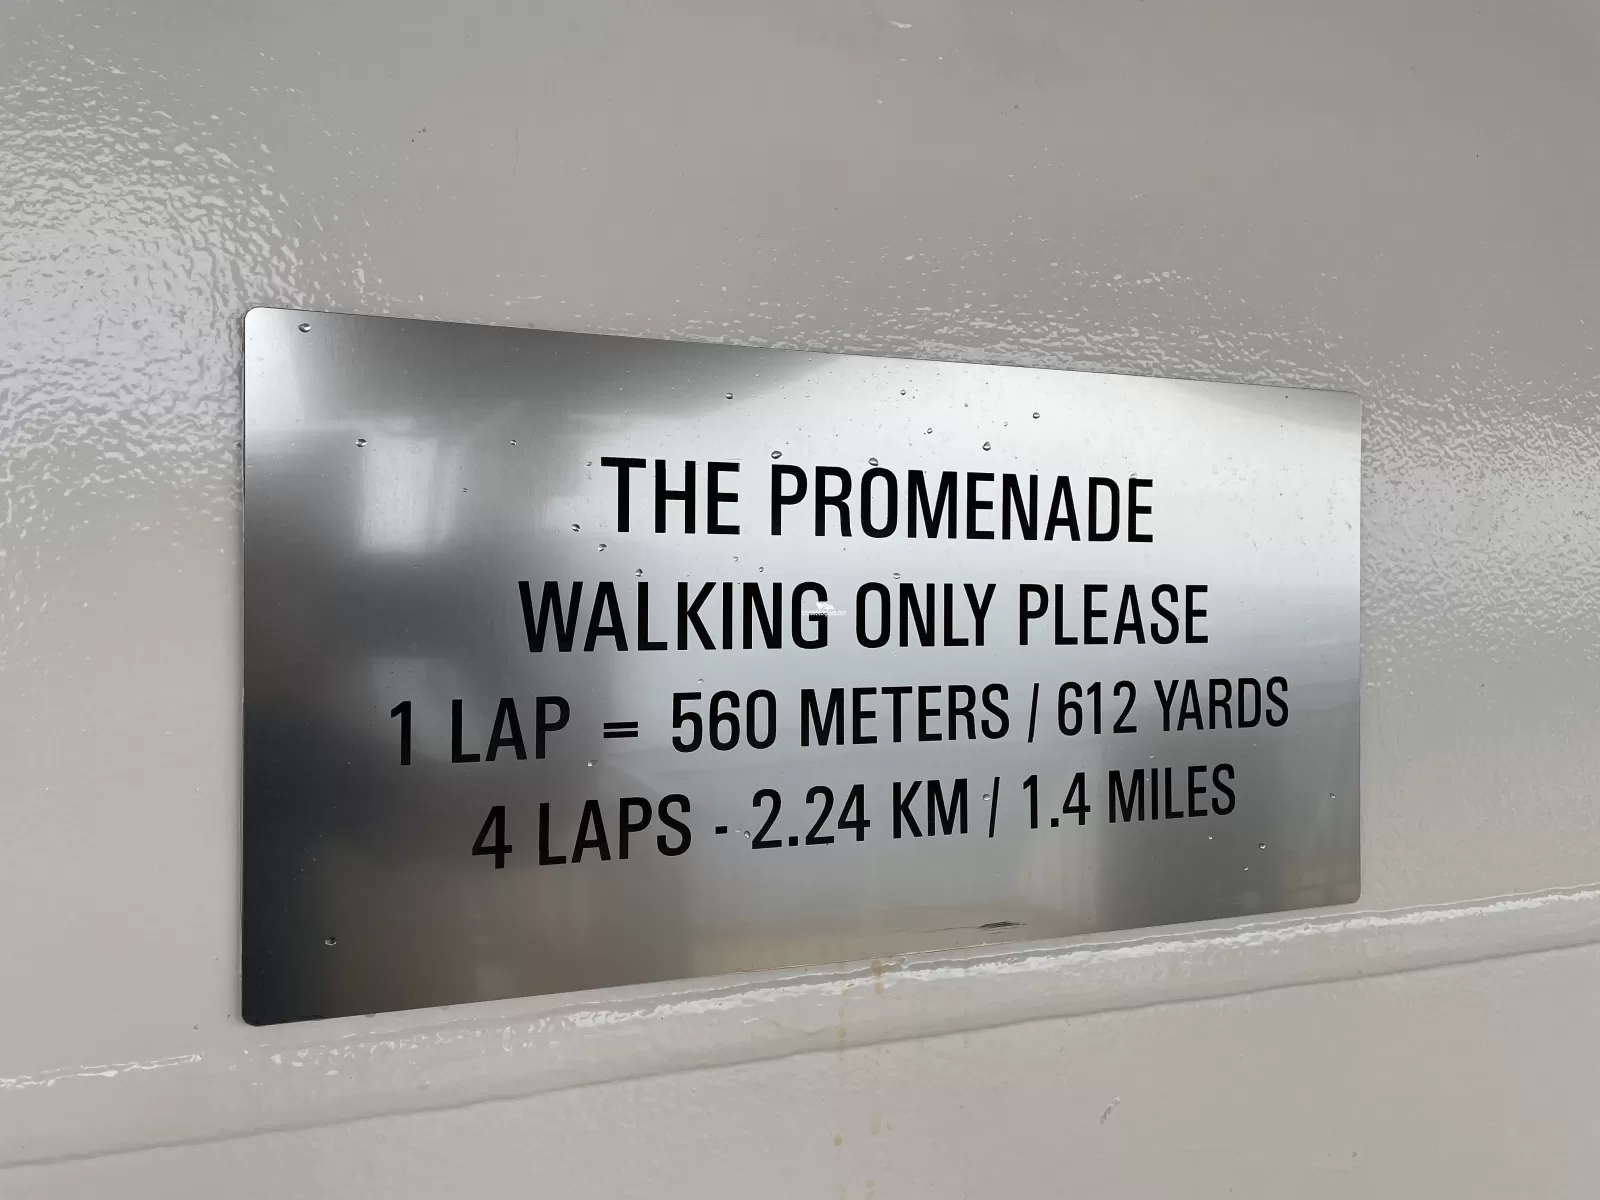 THE PROMENADE
WALKING ONLY PLEASE
1 LAP = 560 METERS / 612 YARDS
4 LAPS - 2.24 KM / 1.4 MILES